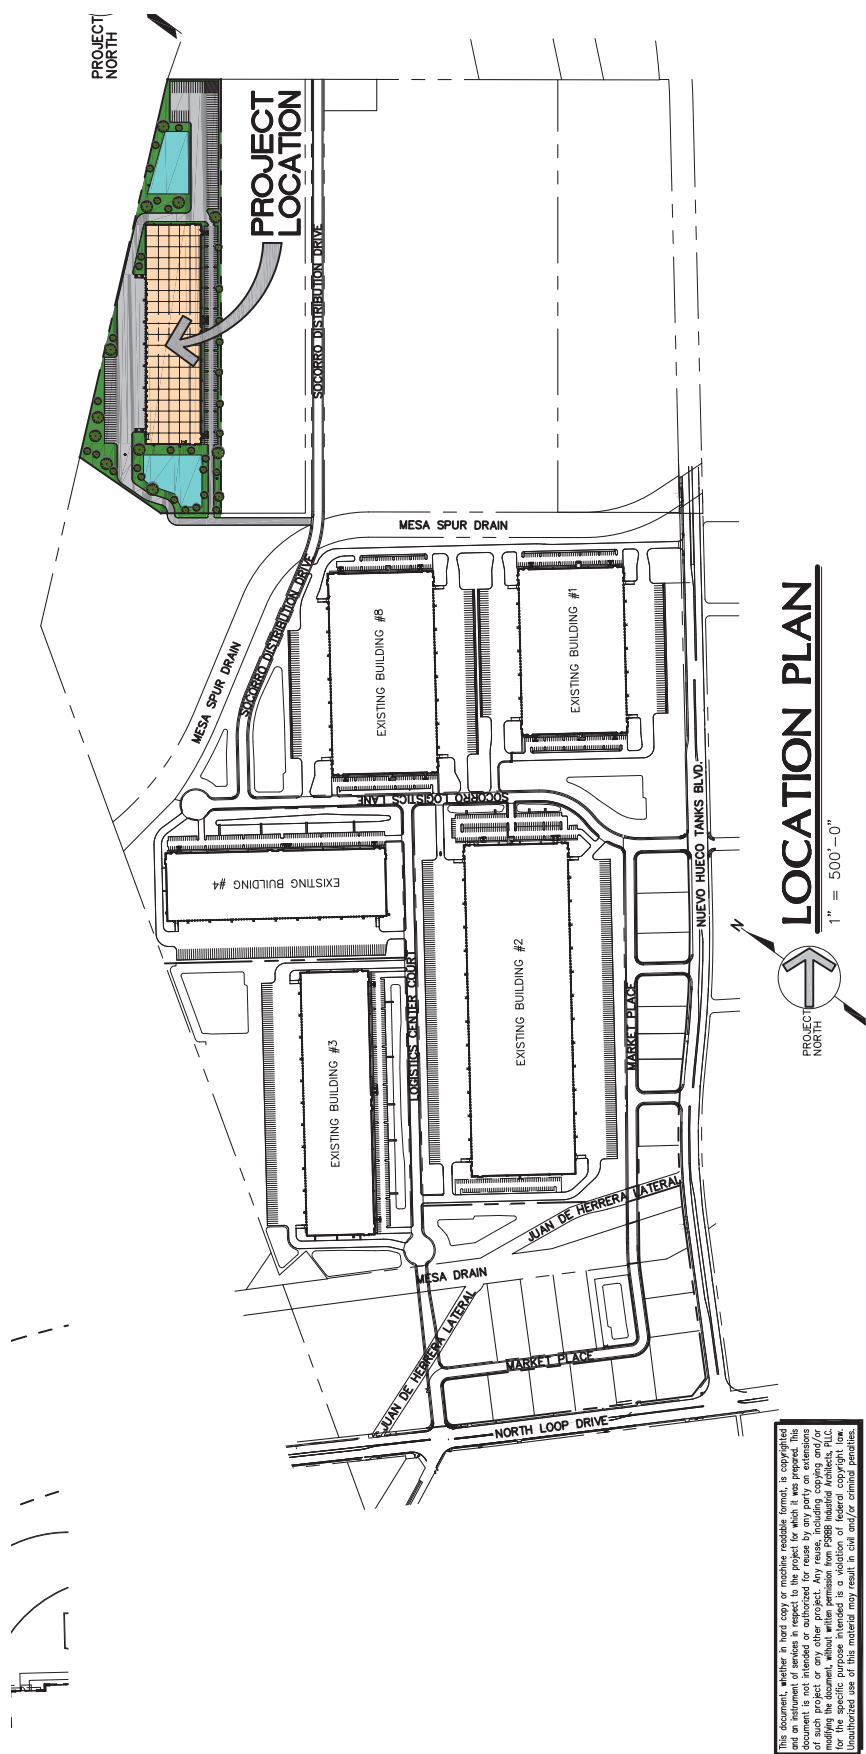 PROJECT
NORTH
PROJECT
LOCATION
SOCORRO DISTRIBUTION DRIVE
MESA SPUR DRAIN
MESA SPUR DRAIN
SOCORRO DISTRIBUTION DRIVE
EXISTING BUILDING #8
EXISTING BUILDING #1
SOCORRO LOGISTICS LANE
EXISTING BUILDING #4
EXISTING BUILDING #2
EXISTING BUILDING #3
LOGISTICS CENTER COURT
MARKET PLACE
NUEVO HUECO TANKS BLVD.
JUAN DE HERRERA LATERAL
MESA DRAIN
JUAN DE HERRERA LATERAL
MARKET PLACE
NORTH LOOP DRIVE
LOCATION PLAN
1" = 500'-0"
N
PROJECT
NORTH
This document, whether in hard copy or machine readable format, is copyrighted
and an instrument of services in respect to the project for which it was prepared. This
document is not intended or authorized for reuse by any party on extensions
of such project or any other project. Any reuse, including copying and/or
modifying the document, without written permission from PSRBB Industrial Architects, PLLC.
for the specific purpose intended is a violation of federal copyright law.
Unauthorized use of this material may result in civil and/or criminal penalties.